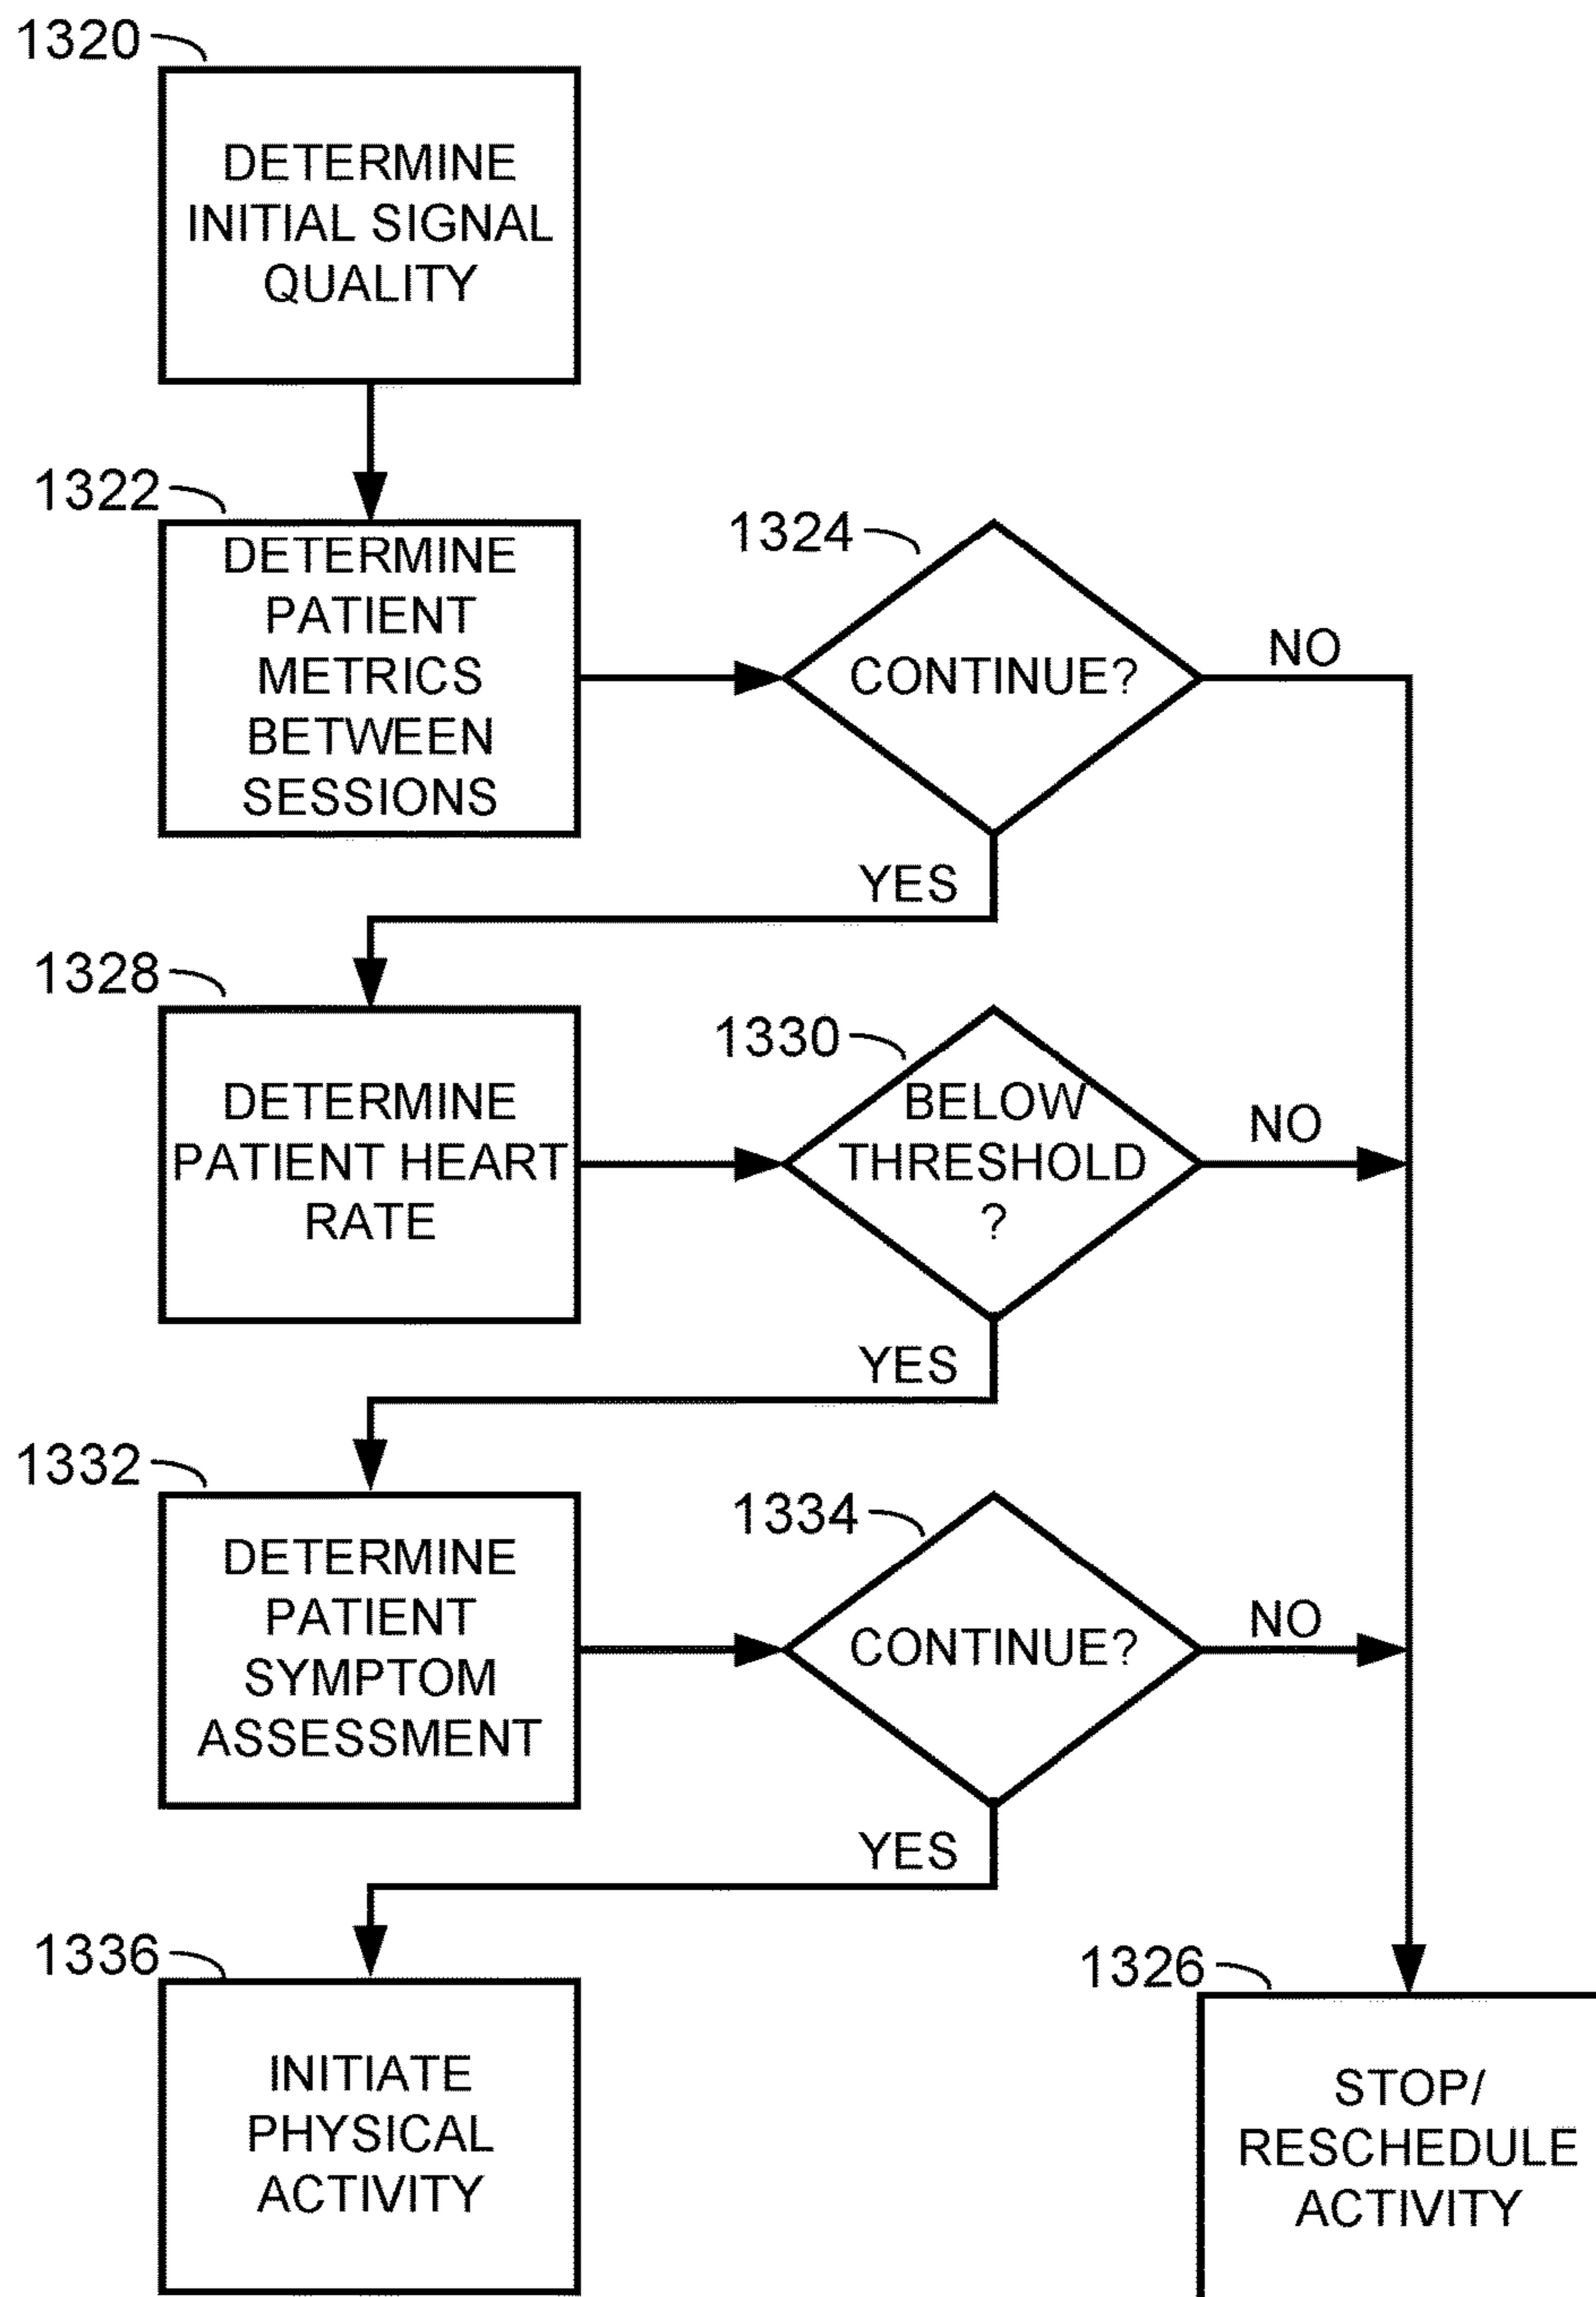 1320
DETERMINE
INITIAL SIGNAL
QUALITY
1322
DETERMINE
PATIENT
METRICS
BETWEEN
SESSIONS
1324
CONTINUE?
NO
YES
1328
DETERMINE
PATIENT HEART
RATE
1330
BELOW
THRESHOLD
?
NO
YES
1332
DETERMINE
PATIENT
SYMPTOM
ASSESSMENT
1334
CONTINUE?
NO
YES
1336
INITIATE
PHYSICAL
ACTIVITY
1326
STOP/
RESCHEDULE
ACTIVITY